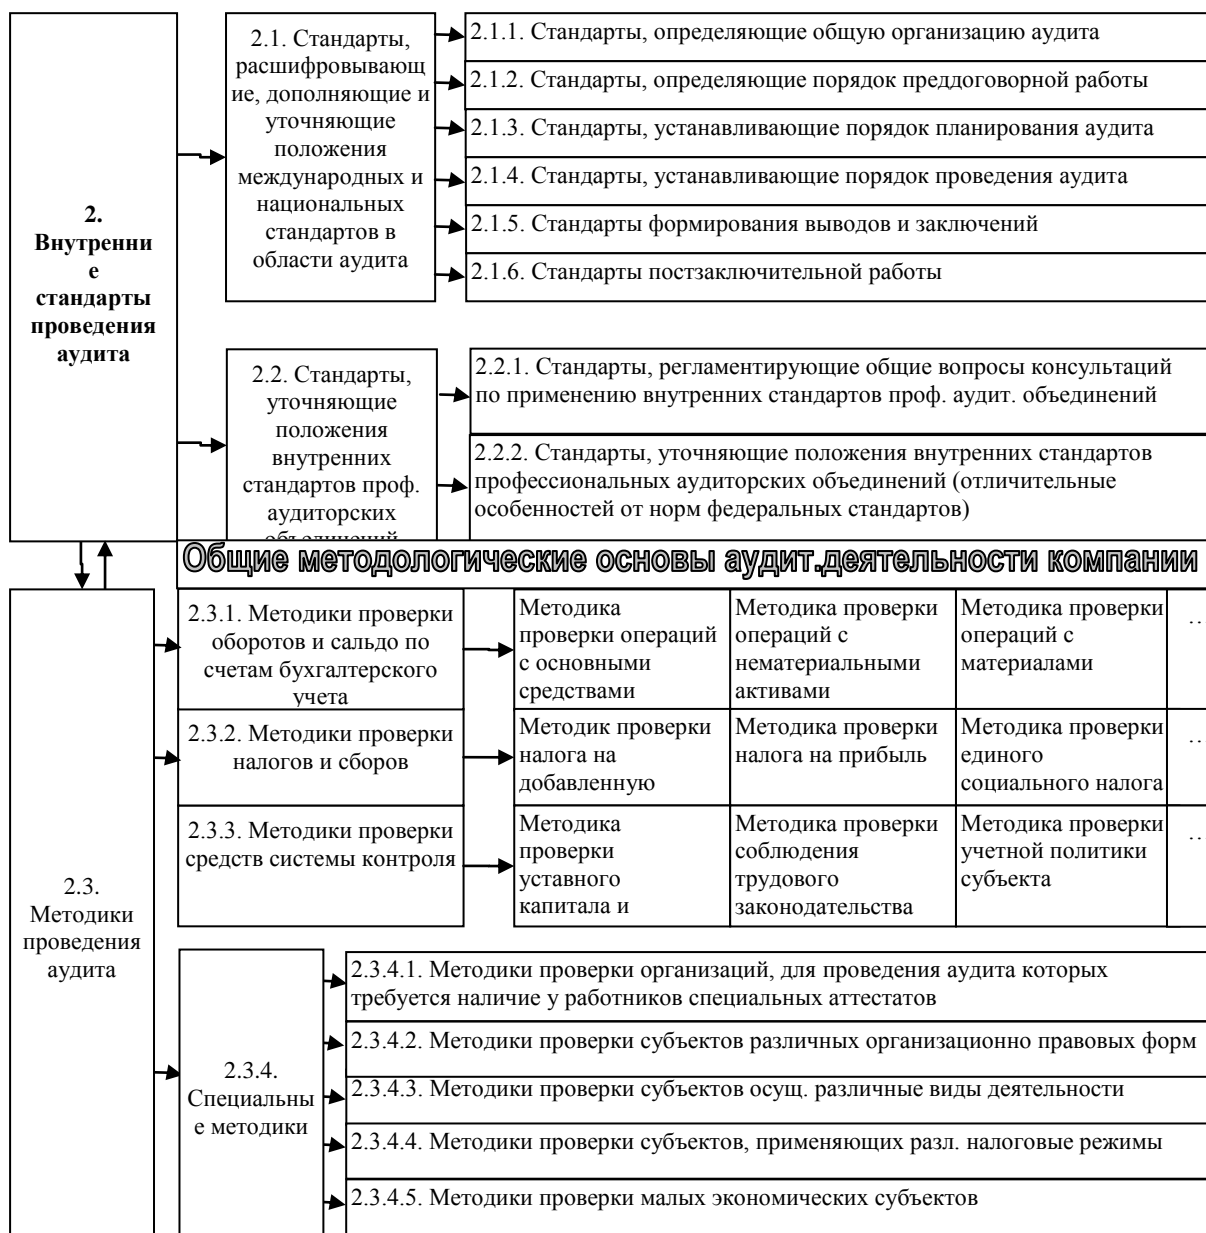 2.
Внутренни
е
стандарты
проведения
аудита
2.1. Стандарты,
расшифровывающ
ие, дополняющие и
уточняющие
положения
международных и
национальных
стандартов в
области аудита
2.1.1. Стандарты, определяющие общую организацию аудита
2.1.2. Стандарты, определяющие порядок преддоговорной работы
2.1.3. Стандарты, устанавливающие порядок планирования аудита
2.1.4. Стандарты, устанавливающие порядок проведения аудита
2.1.5. Стандарты формирования выводов и заключений
2.1.6. Стандарты постзаключительной работы
2.2. Стандарты,
уточняющие
положения
внутренних
стандартов проф.
аудиторских
объединений
2.2.1. Стандарты, регламентирующие общие вопросы консультаций
по применению внутренних стандартов проф. аудит. объединений
2.2.2. Стандарты, уточняющие положения внутренних стандартов
профессиональных аудиторских объединений (отличительные
особенностей от норм федеральных стандартов)
Общие методологические основы аудит.деятельности компании
2.3.
Методики
проведения
аудита
2.3.1. Методики проверки
оборотов и сальдо по
счетам бухгалтерского
учета
Методика
проверки операций
с основными
средствами
Методика проверки
операций с
нематериальными
активами
Методика проверки
операций с
материалами
…
2.3.2. Методики проверки
налогов и сборов
Методик проверки
налога на
добавленную
Методика проверки
налога на прибыль
Методика проверки
единого
социального налога
…
2.3.3. Методики проверки
средств системы контроля
Методика
проверки
уставного
капитала и
Методика проверки
соблюдения
трудового
законодательства
Методика проверки
учетной политики
субъекта
…
2.3.4.
Специальны
е методики
2.3.4.1. Методики проверки организаций, для проведения аудита которых
требуется наличие у работников специальных аттестатов
2.3.4.2. Методики проверки субъектов различных организационно правовых форм
2.3.4.3. Методики проверки субъектов осущ. различные виды деятельности
2.3.4.4. Методики проверки субъектов, применяющих разл. налоговые режимы
2.3.4.5. Методики проверки малых экономических субъектов